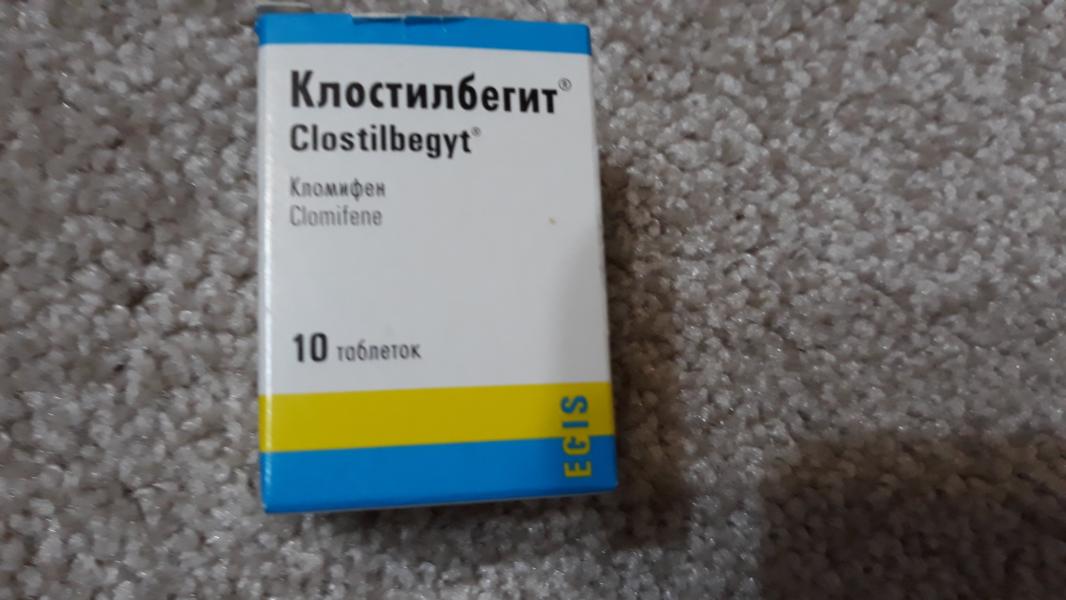 Клостилбегит®
Clostilbegyt®
Кломифен
Clomifene
10 таблеток
EGIS